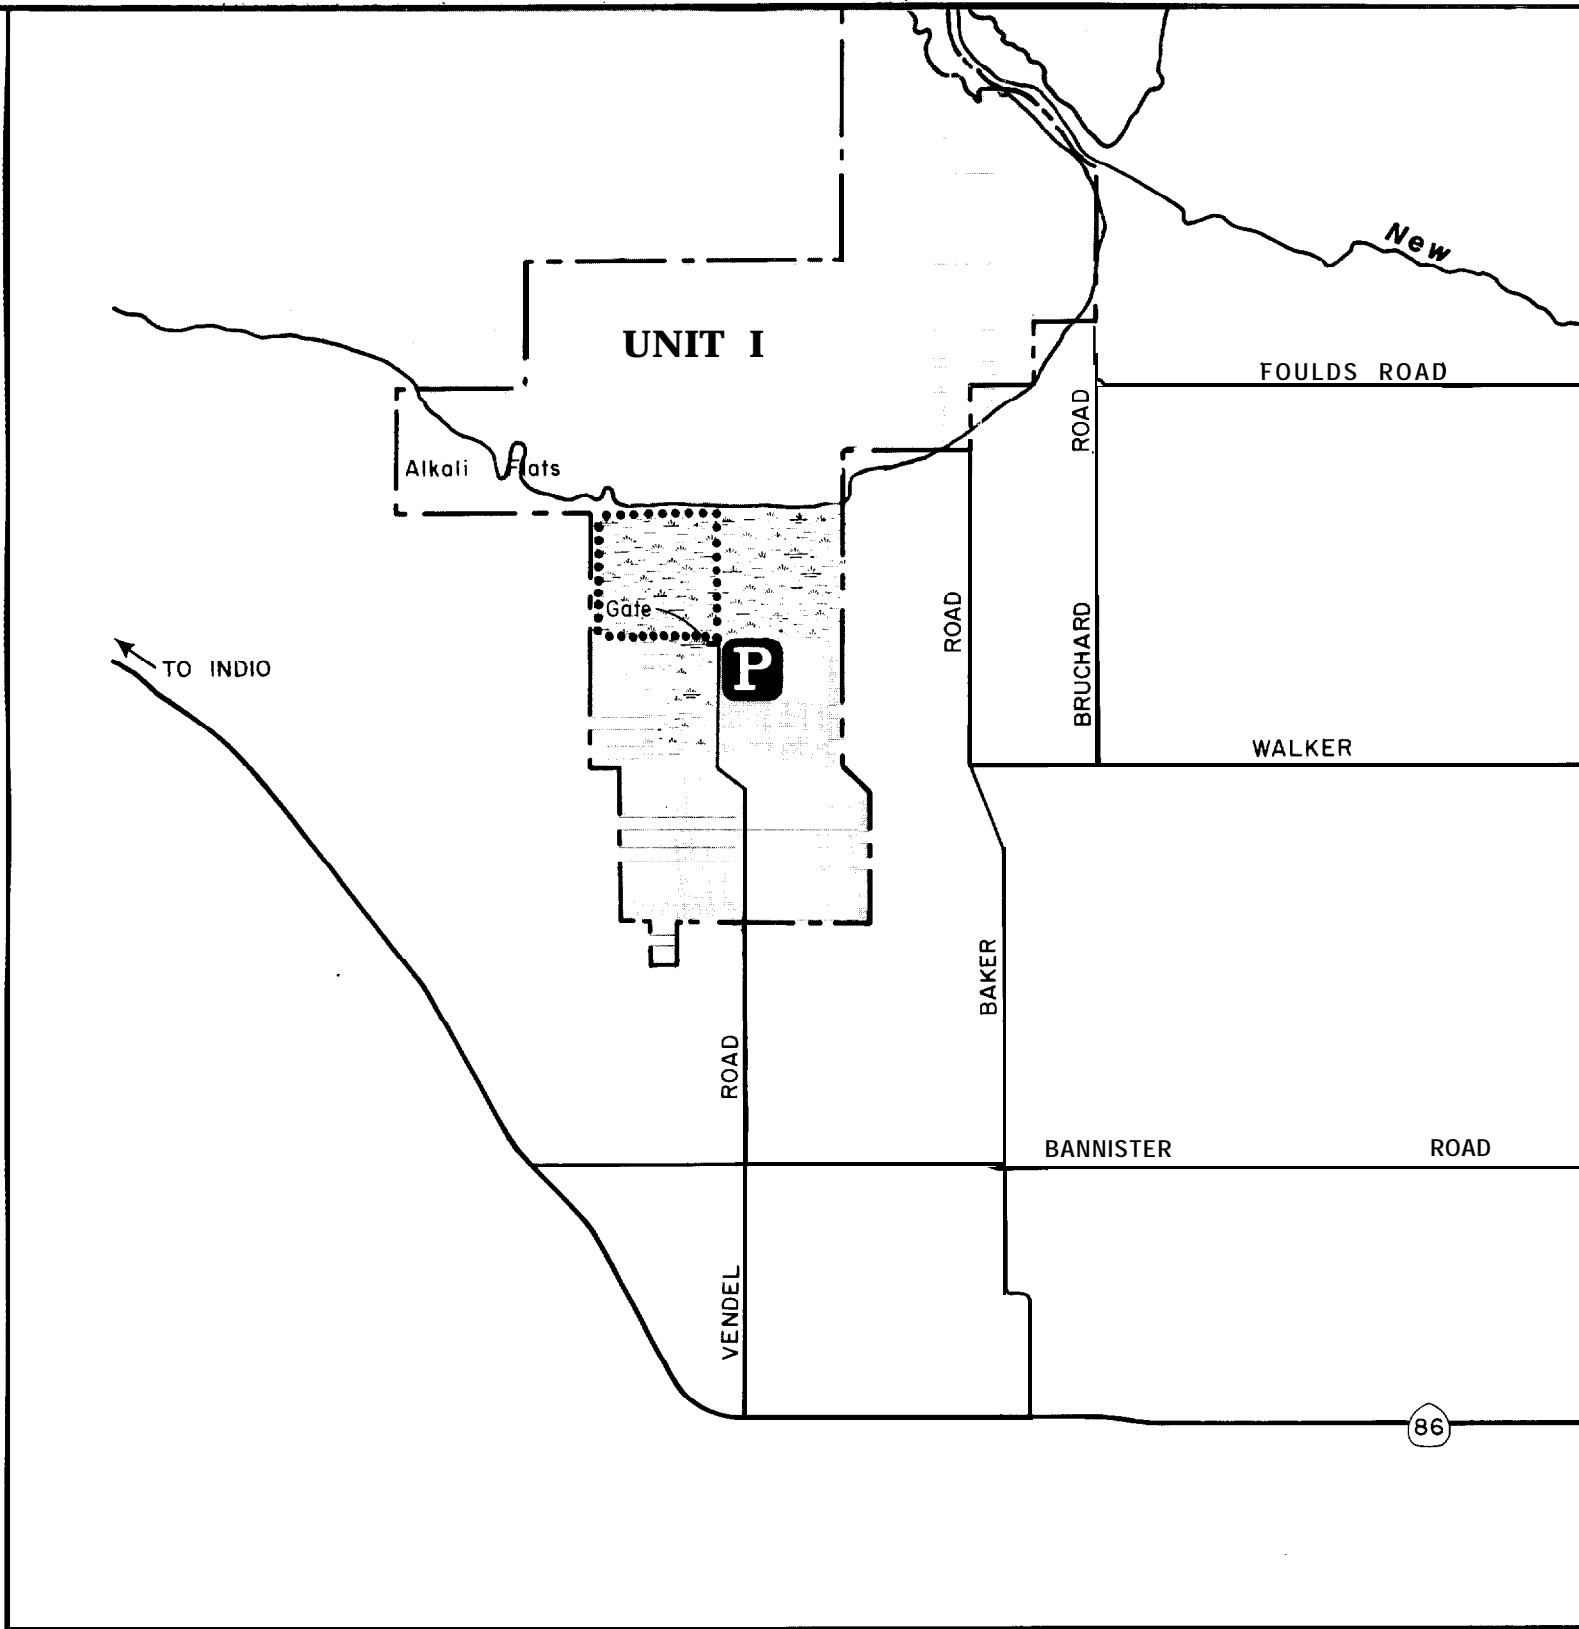 New
UNIT I
FOULDS ROAD
ROAD
Alkali Flats
Gate
ROAD
BRUCHARD
P
TO INDIO
WALKER
BAKER
ROAD
BANNISTER ROAD
VENDEL
86